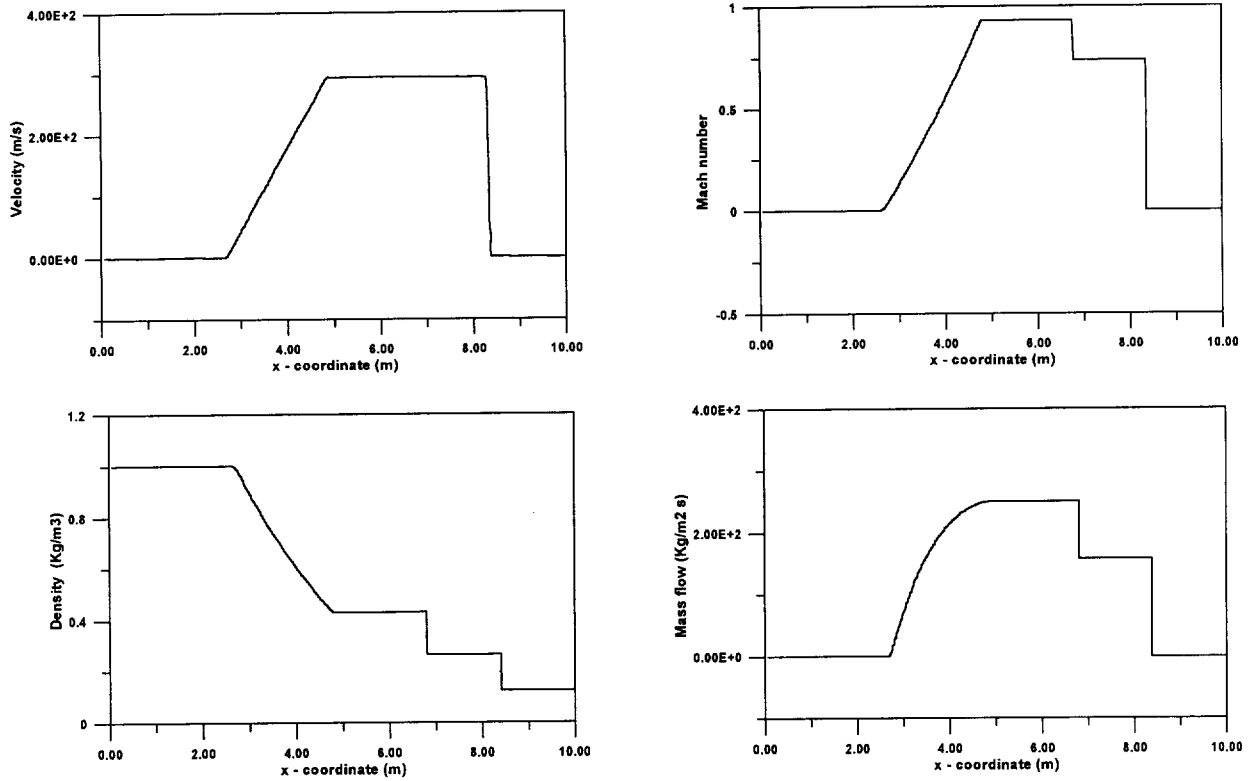 4.00E+2
2.00E+2
0.00E+0
Velocity (m/s)
0.00 2.00 4.00 6.00 8.00 10.00
x - coordinate (m)
1
0.5
0
-0.5
Mach number
0.00 2.00 4.00 6.00 8.00 10.00
x - coordinate (m)
1.2
0.8
0.4
0
Density (Kg/m3)
0.00 2.00 4.00 6.00 8.00 10.00
x - coordinate (m)
4.00E+2
2.00E+2
0.00E+0
Mass flow (Kg/m2 s)
0.00 2.00 4.00 6.00 8.00 10.00
x - coordinate (m)